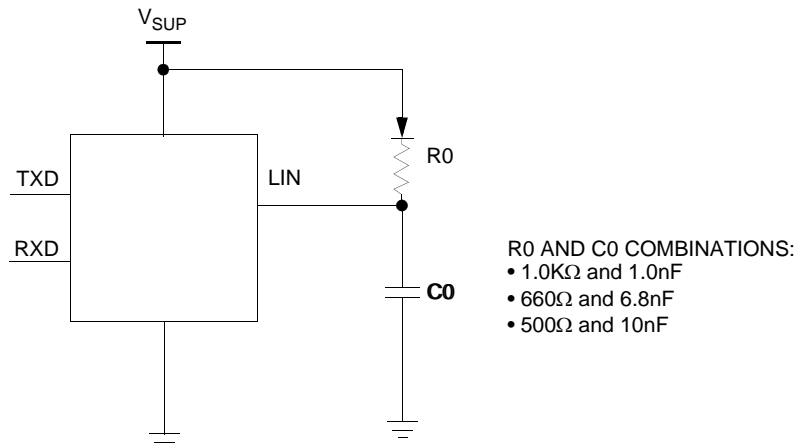 VSUP
R0
TXD
LIN
RXD
C0
R0 AND C0 COMBINATIONS:
• 1.0KΩ and 1.0nF
• 660Ω and 6.8nF
• 500Ω and 10nF